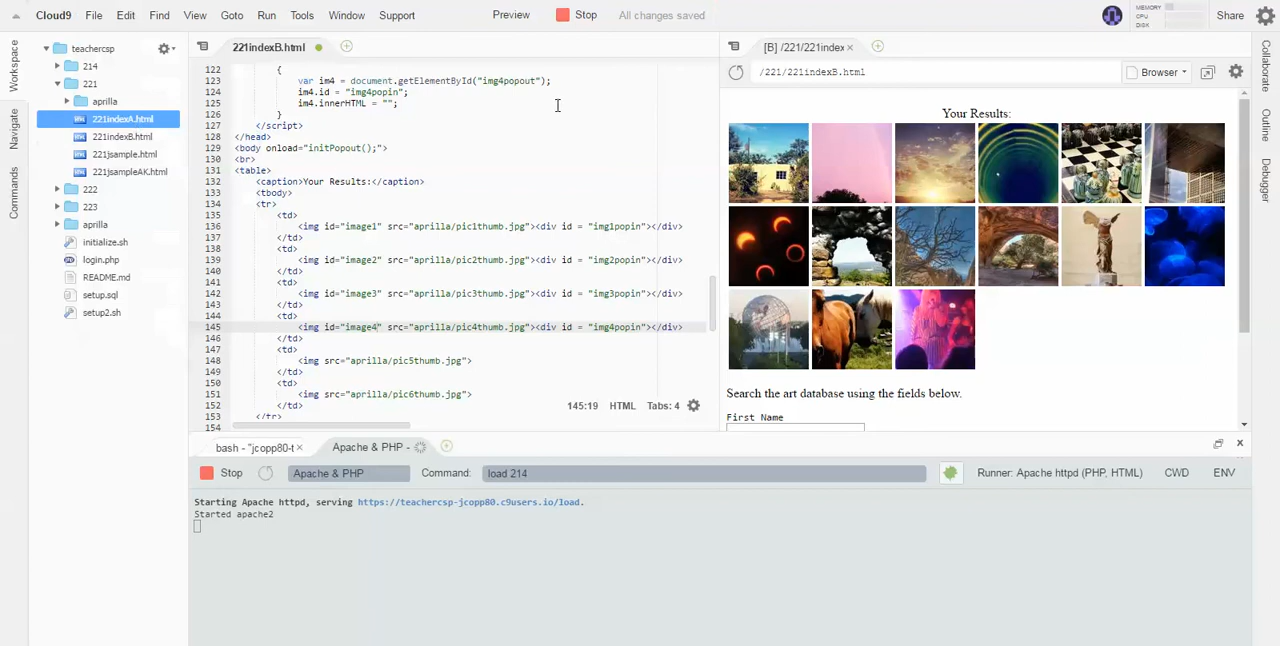 Cloud9 File Edit Find View Goto Run Tools Window Support Preview Stop All changes saved MEMORY CPU DISK Share
Workspace
Navigate
Commands
teachercsp
214
221
aprilla
221indexA.html
221indexB.html
221jsample.html
221jsampleAK.html
222
223
aprilla
initialize.sh
login.php
README.md
setup.sql
setup2.sh
221indexB.html
122 {
123 var im4 = document.getElementById("img4popout");
124 im4.id = "img4popin";
125 im4.innerHTML = "";
126 }
127 </script>
128 </head>
129 <body onload="initPopout();">
130 <br>
131 <table>
132 <caption>Your Results:</caption>
133 <tbody>
134 <tr>
135 <td>
136 <img id="image1" src="aprilla/pic1thumb.jpg"><div id = "img1popin"></div>
137 </td>
138 <td>
139 <img id="image2" src="aprilla/pic2thumb.jpg"><div id = "img2popin"></div>
140 </td>
141 <td>
142 <img id="image3" src="aprilla/pic3thumb.jpg"><div id = "img3popin"></div>
143 </td>
144 <td>
145 <img id="image4" src="aprilla/pic4thumb.jpg"><div id = "img4popin"></div>
146 </td>
147 <td>
148 <img src="aprilla/pic5thumb.jpg">
149 </td>
150 <td>
151 <img src="aprilla/pic6thumb.jpg">
152 </td>
153 </tr>
154
145:19 HTML Tabs: 4
[B] /221/221index
/221/221indexB.html Browser
Your Results:
Search the art database using the fields below.
First Name
Collaborate
Outline
Debugger
bash - "jcopp80-t Apache & PHP -
Stop Apache & PHP Command: load 214 Runner: Apache httpd (PHP, HTML) CWD ENV
Starting Apache httpd, serving https://teachercsp-jcopp80.c9users.io/load.
Started apache2